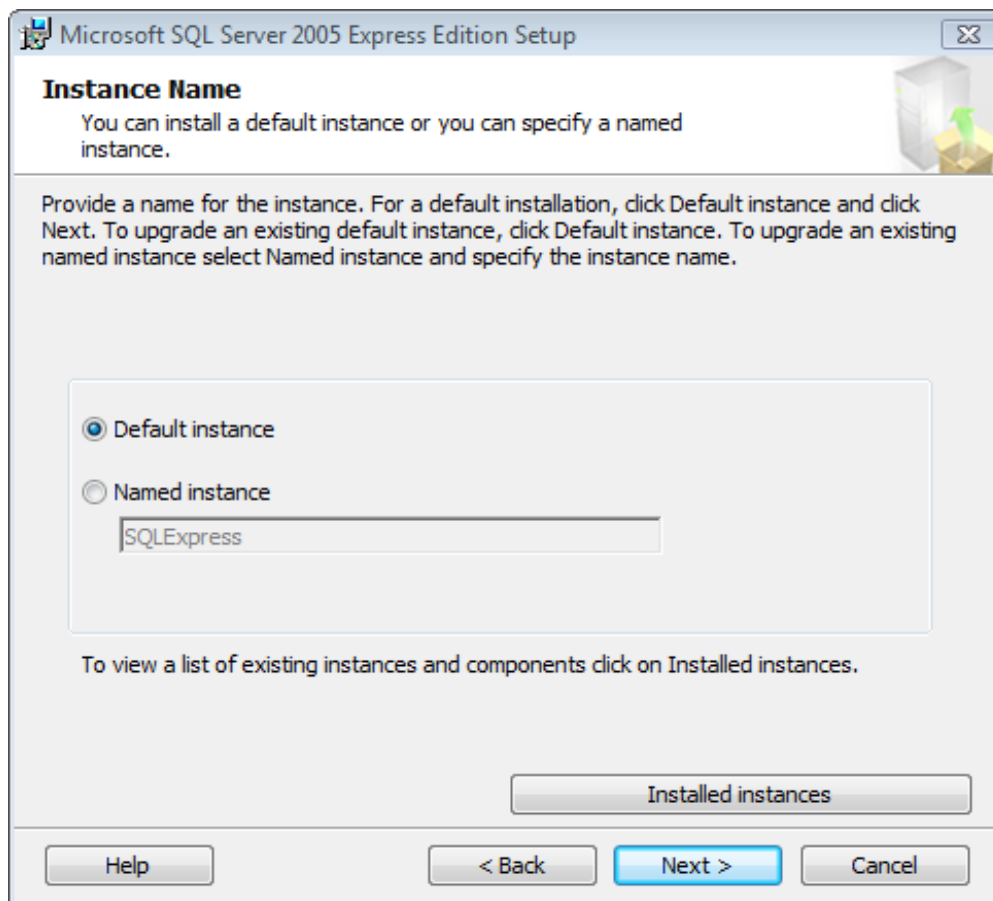 Microsoft SQL Server 2005 Express Edition Setup
Instance Name
You can install a default instance or you can specify a named
instance.
Provide a name for the instance. For a default installation, click Default instance and click
Next. To upgrade an existing default instance, click Default instance. To upgrade an existing
named instance select Named instance and specify the instance name.
Default instance
Named instance
SQLExpress
To view a list of existing instances and components click on Installed instances.
Installed instances
Help
< Back
Next >
Cancel